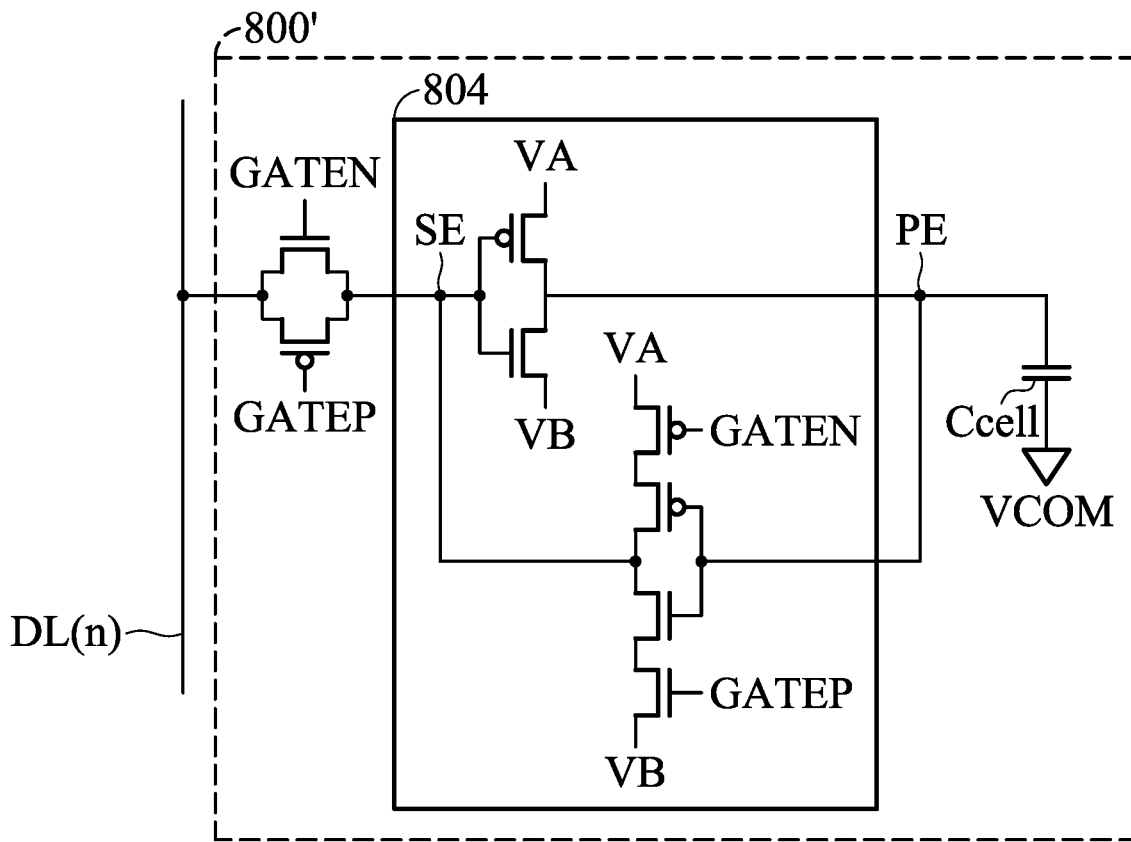 800'
804
GATEN
VA
SE
PE
VA
GATEP
VB
GATEN
Ccell
VCOM
DL(n)
GATEP
VB